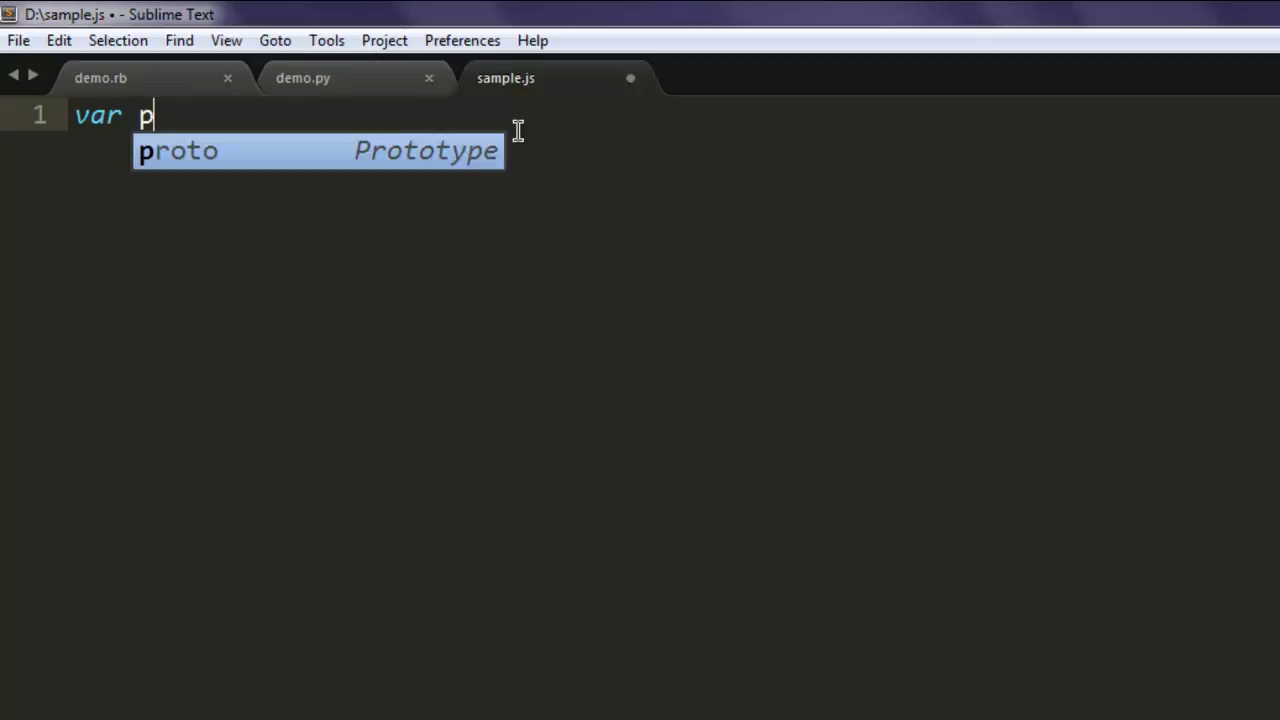 D:\sample.js • - Sublime Text
File Edit Selection Find View Goto Tools Project Preferences Help
demo.rb × demo.py × sample.js
1 var p
proto Prototype